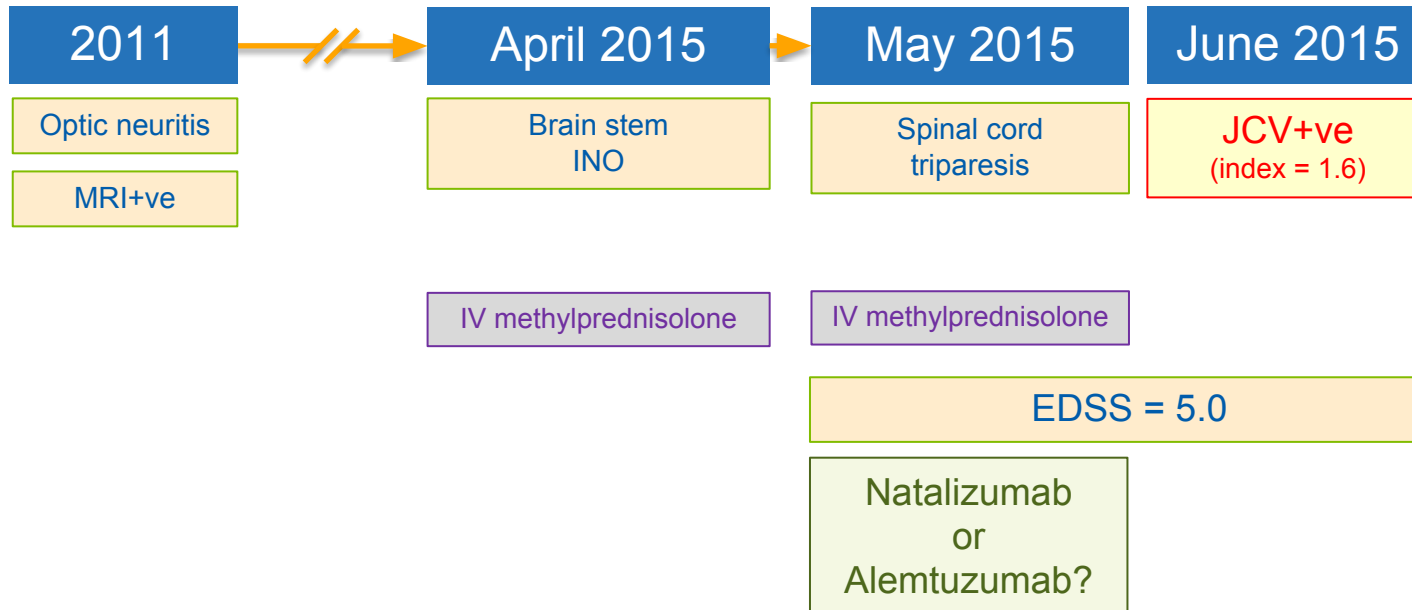 2011
April 2015
May 2015
June 2015
Optic neuritis
MRI+ve
Brain stem
INO
Spinal cord
triparesis
JCV+ve
(index = 1.6)
IV methylprednisolone
IV methylprednisolone
EDSS = 5.0
Natalizumab
or
Alemtuzumab?